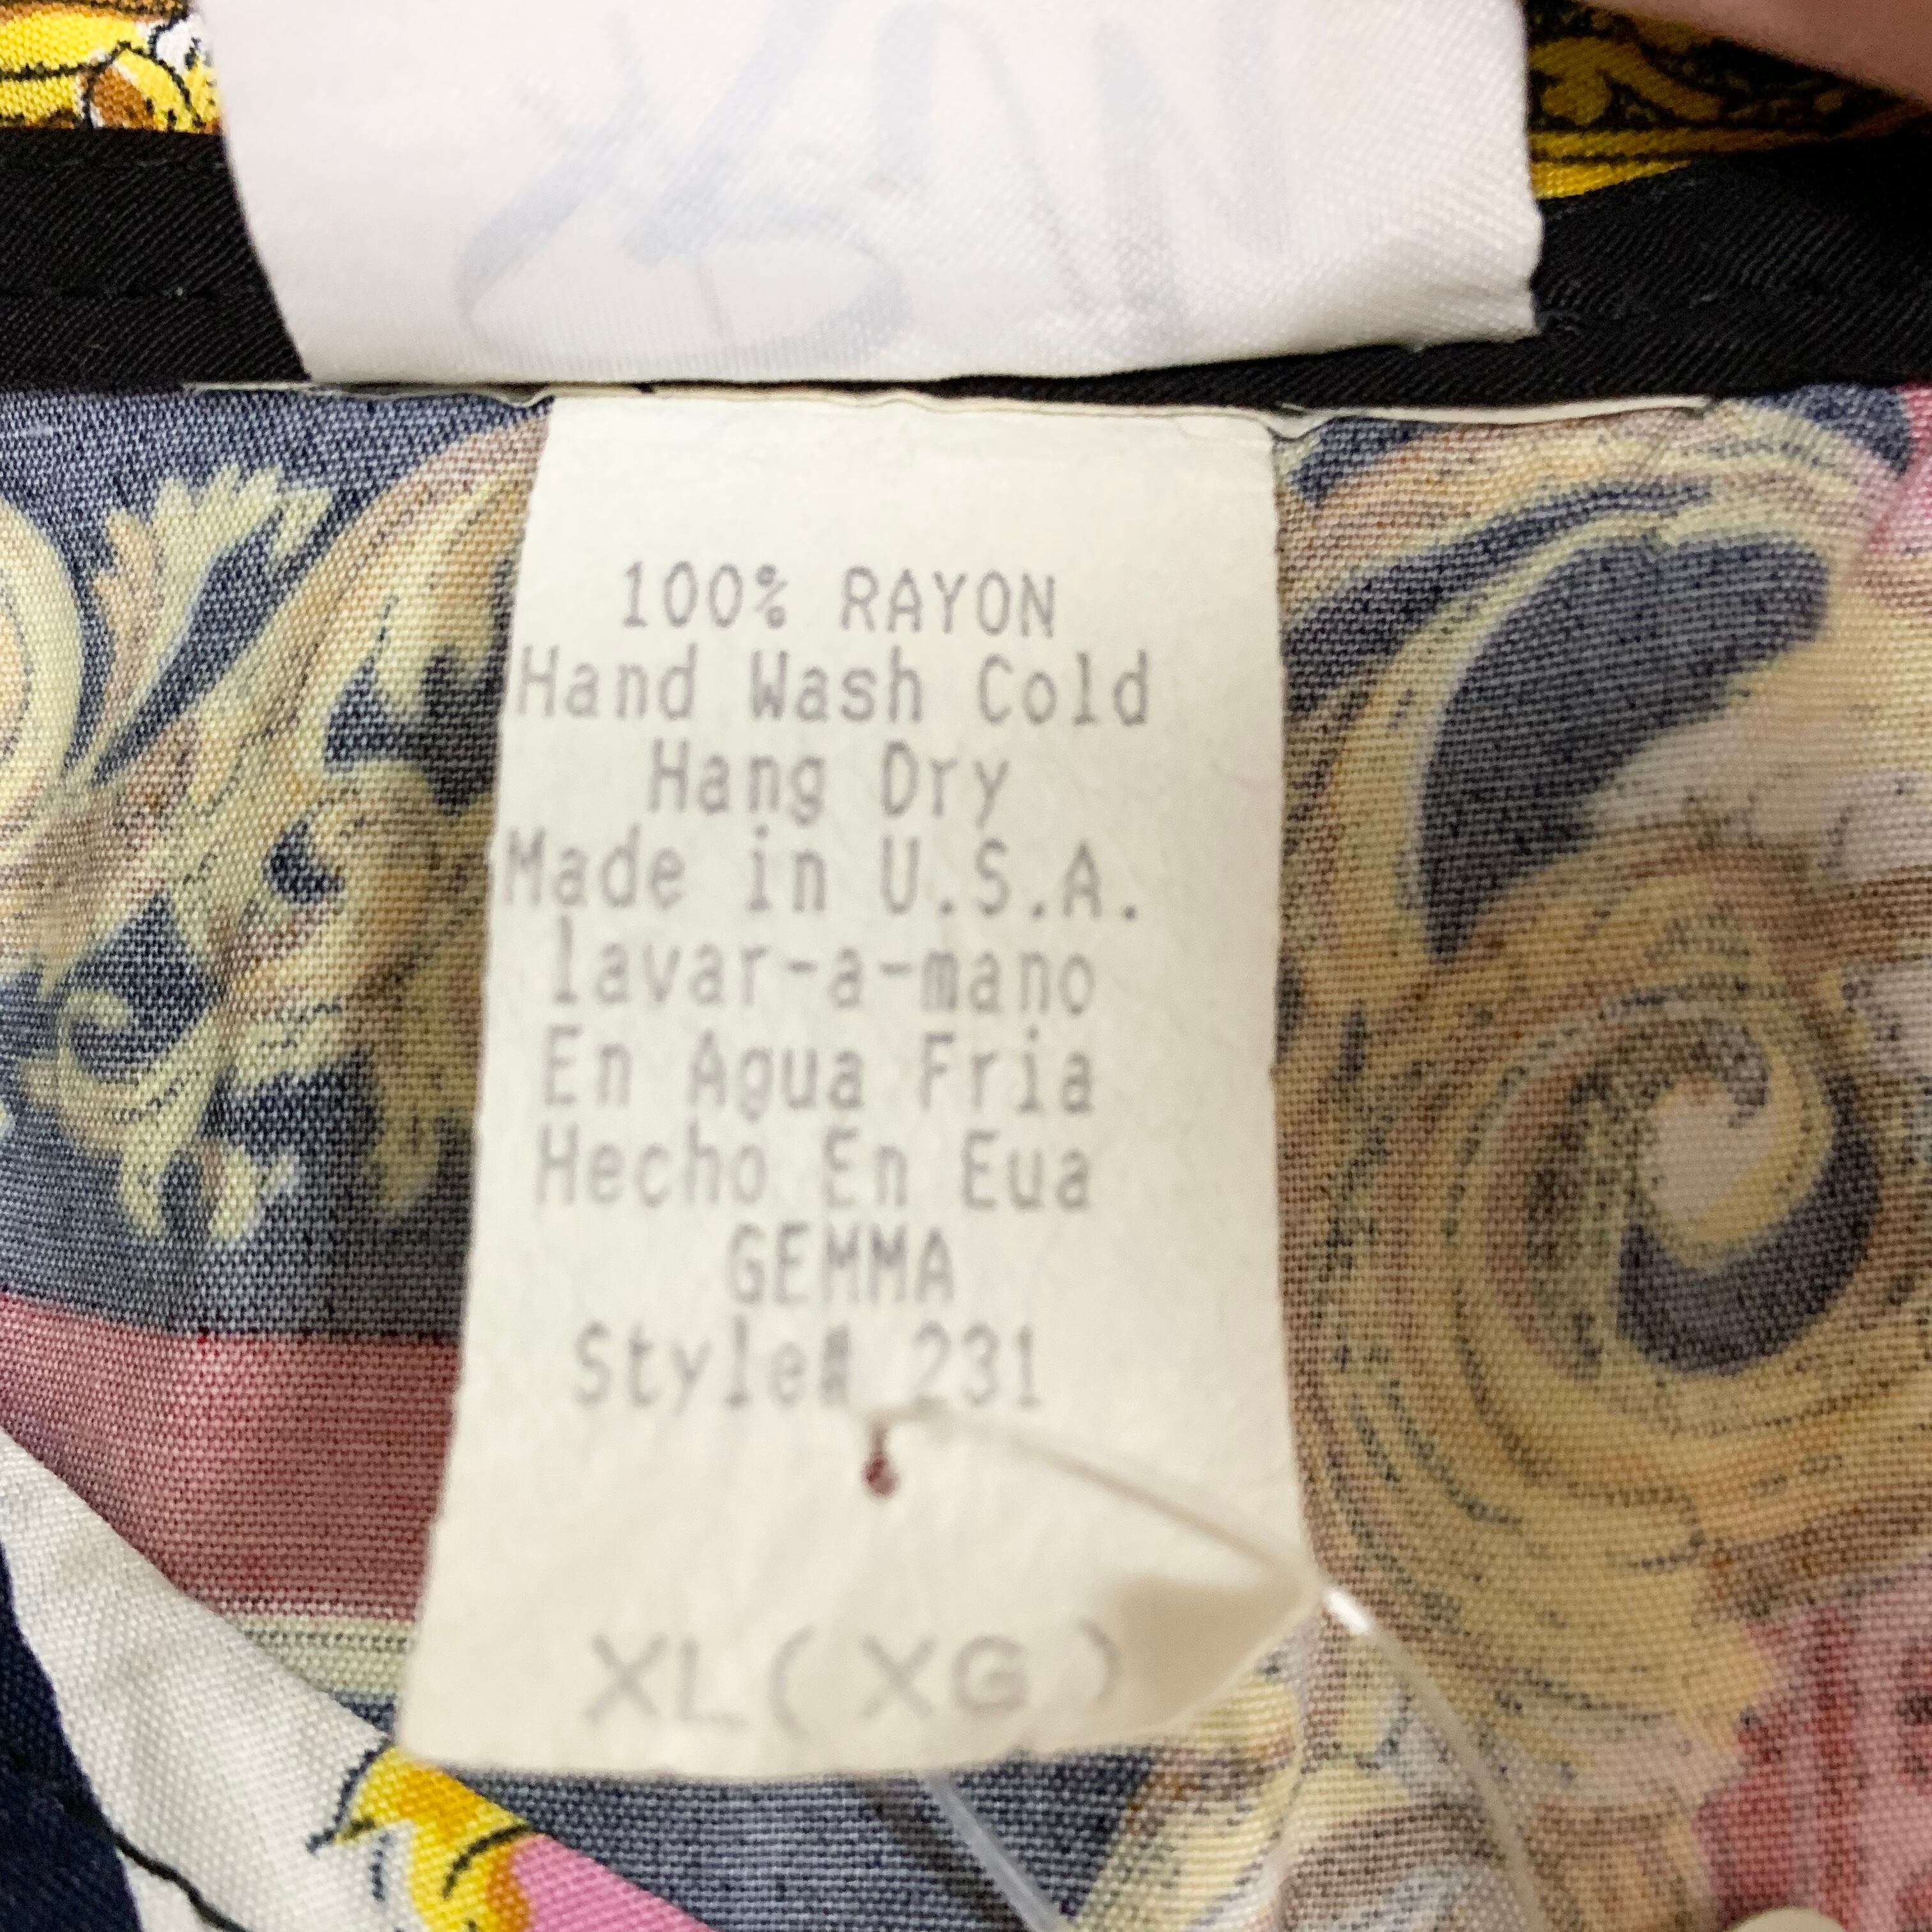 100% RAYON
Hand Wash Cold
Hang Dry
Made in U.S.A.
lavar-a-mano
En Agua Fria
Hecho En Eua
GEMMA
Style# 231
XL ( XG )